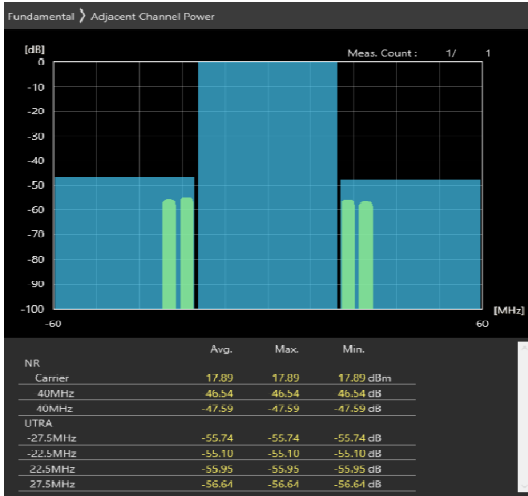 Fundamental 》 Adjacent Channel Power
[dB]
Meas. Count : 1/ 1
0
-10
-20
-30
-40
-50
-60
-70
-80
90
-100
[MHz]
-60 60
Avg. Max. Min.
NR
Carrier 17.89 17.89 17.89 dBm
40MHz 46.54 46.54 46.54 dB
40MHz -47.59 -47.59 -47.59 dB
UTRA
-27.5MHz -55.74 -55.74 -55.74 dB
-22.5MHz -55.10 -55.10 -55.10 dB
22.5MHz -55.95 -55.95 -55.95 dB
27.5MHz -56.64 -56.64 -56.64 dB